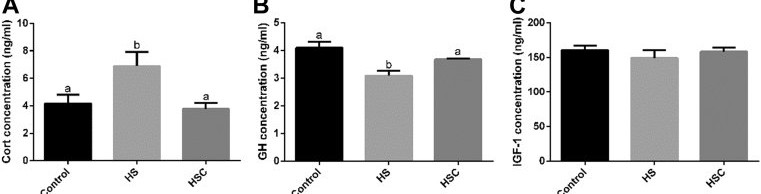 A
Cort concentration (ng/ml)
10
8
6
4
2
0
a
b
a
Control
HS
HSC
B
GH concentration (ng/ml)
5
4
3
2
1
0
a
b
a
Control
HS
HSC
C
IGF-1 concentration (ng/ml)
200
150
100
50
0
Control
HS
HSC